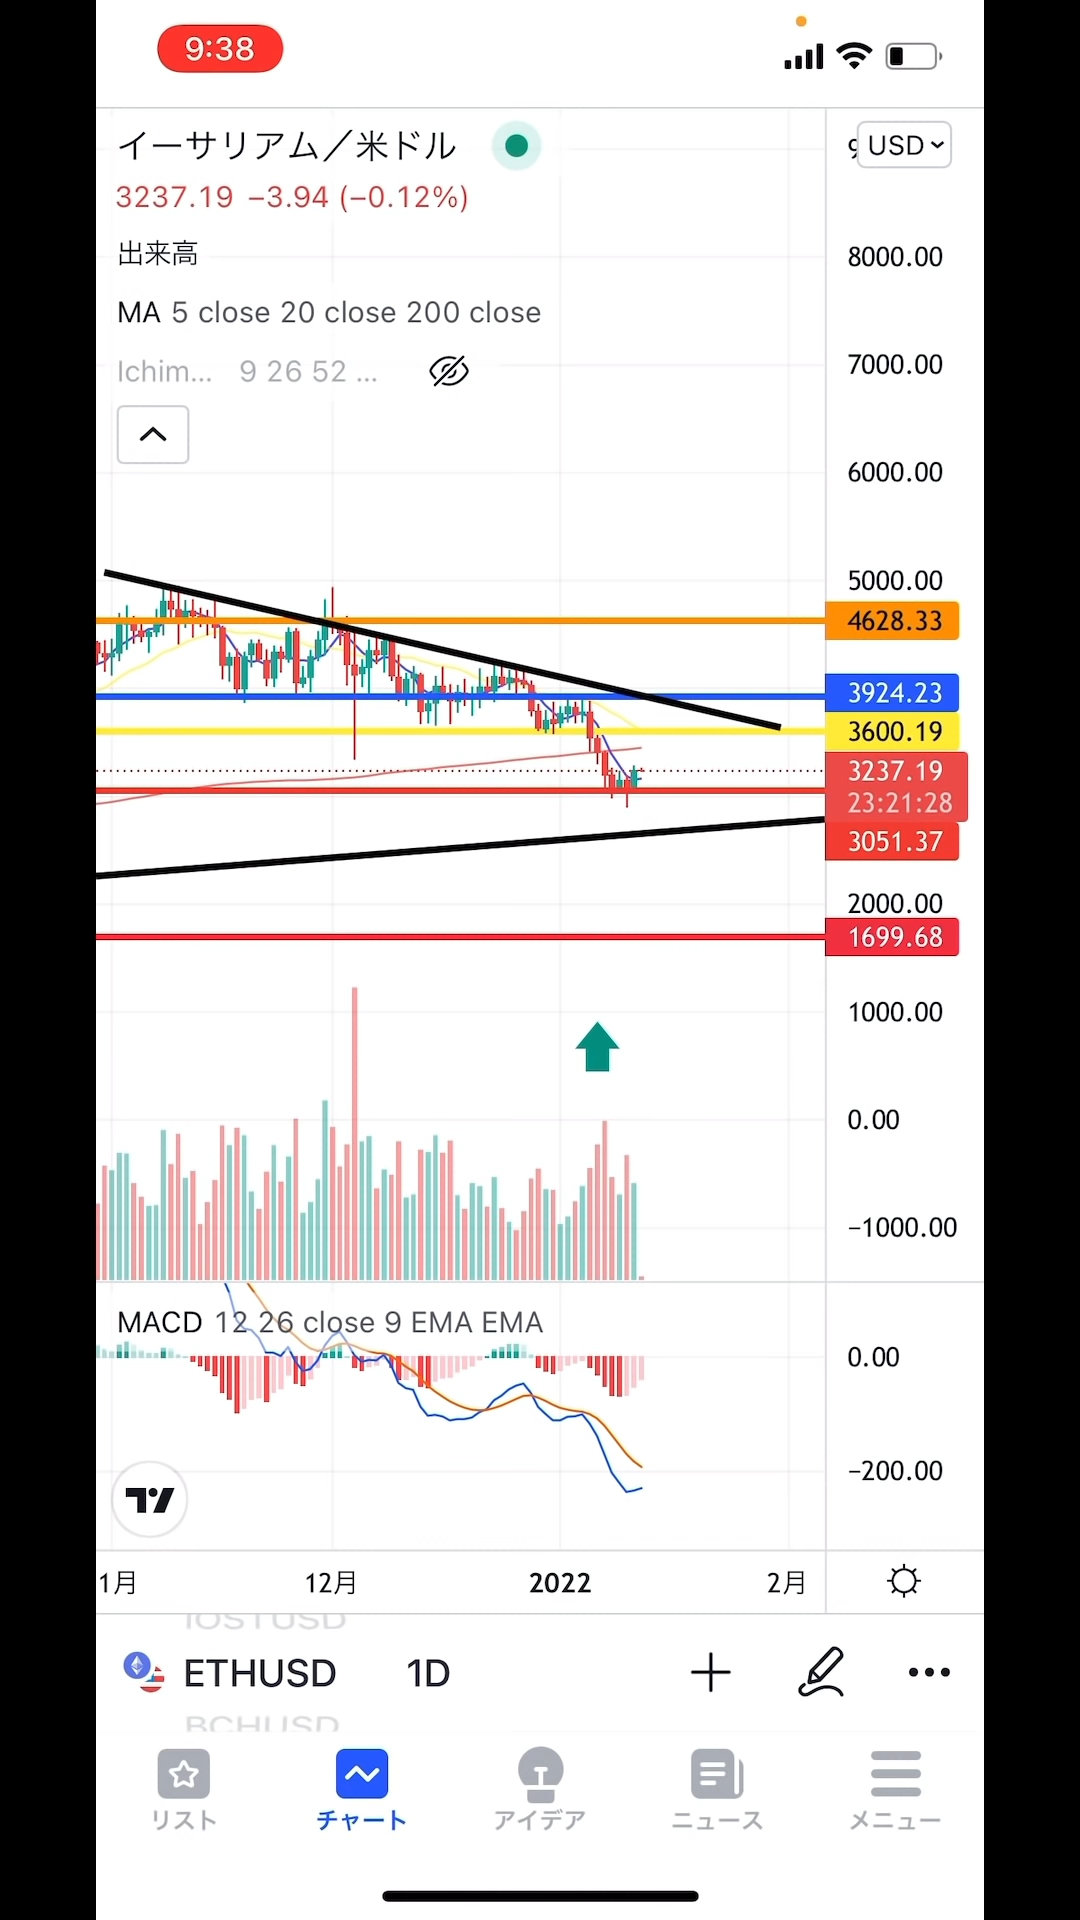 9:38
イーサリアム／米ドル
USD
3237.19 −3.94 (−0.12%)
出来高
8000.00
MA 5 close 20 close 200 close
7000.00
Ichim... 9 26 52 ...
6000.00
5000.00
4628.33
3924.23
3600.19
3237.19
23:21:28
3051.37
2000.00
1699.68
1000.00
0.00
−1000.00
MACD 12 26 close 9 EMA EMA
0.00
−200.00
1月 12月 2022 2月
IOSTUSD
ETHUSD 1D
BCHUSD
リスト チャート アイデア ニュース メニュー